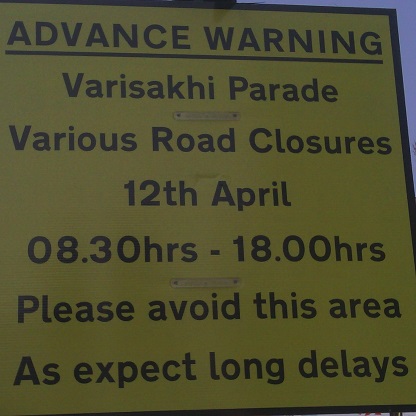 ADVANCE WARNING
Varisakhi Parade
Various Road Closures
12th April
08.30hrs - 18.00hrs
Please avoid this area
As expect long delays